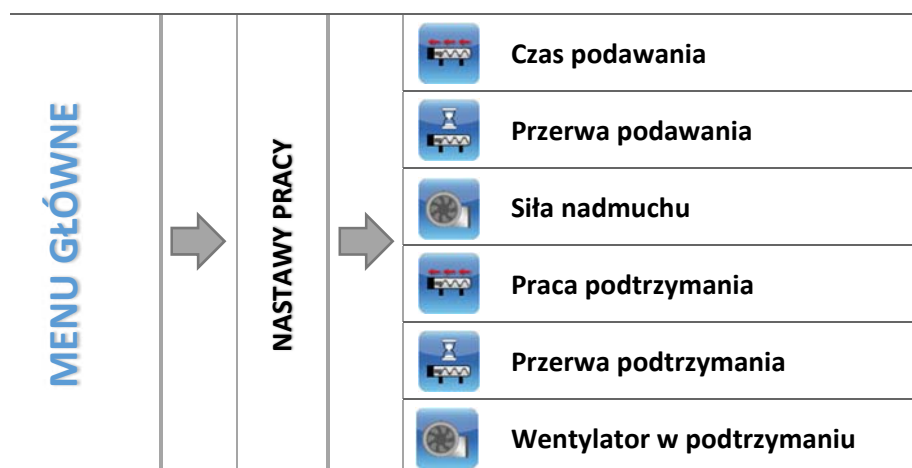 MENU GŁÓWNE
NASTAWY PRACY
Czas podawania
Przerwa podawania
Siła nadmuchu
Praca podtrzymania
Przerwa podtrzymania
Wentylator w podtrzymaniu